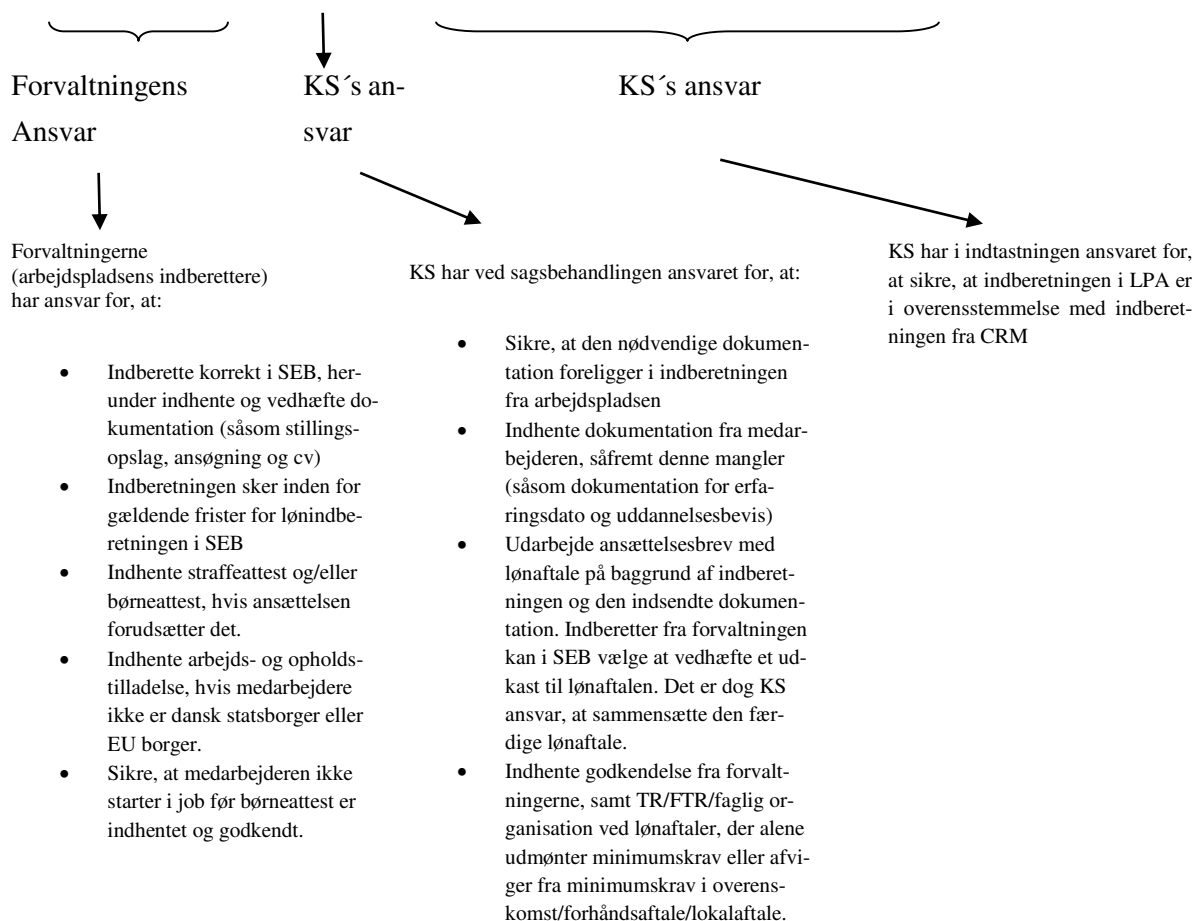 Forvaltningens
Ansvar
KS´s an-
svar
KS´s ansvar
Forvaltningerne
(arbejdspladsens indberettere)
har ansvar for, at:
• Indberette korrekt i SEB, her-
under indhente og vedhæfte do-
kumentation (såsom stillings-
opslag, ansøgning og cv)
• Indberetningen sker inden for
gældende frister for lønindbe-
retningen i SEB
• Indhente straffeattest og/eller
børneattest, hvis ansættelsen
forudsætter det.
• Indhente arbejds- og opholds-
tilladelse, hvis medarbejdere
ikke er dansk statsborger eller
EU borger.
• Sikre, at medarbejderen ikke
starter i job før børneattest er
indhentet og godkendt.
KS har ved sagsbehandlingen ansvaret for, at:
• Sikre, at den nødvendige dokumen-
tation foreligger i indberetningen
fra arbejdspladsen
• Indhente dokumentation fra medar-
bejderen, såfremt denne mangler
(såsom dokumentation for erfa-
ringsdato og uddannelsesbevis)
• Udarbejde ansættelsesbrev med
lønaftale på baggrund af indberet-
ningen og den indsendte dokumen-
tation. Indberetter fra forvaltningen
kan i SEB vælge at vedhæfte et ud-
kast til lønaftalen. Det er dog KS
ansvar, at sammensætte den fær-
dige lønaftale.
• Indhente godkendelse fra forvalt-
ningerne, samt TR/FTR/faglig or-
ganisation ved lønaftaler, der alene
udmønter minimumskrav eller afvi-
ger fra minimumskrav i overens-
komst/forhåndsaftale/lokalaftale.
KS har i indtastningen ansvaret for,
at sikre, at indberetningen i LPA er
i overensstemmelse med indberet-
ningen fra CRM